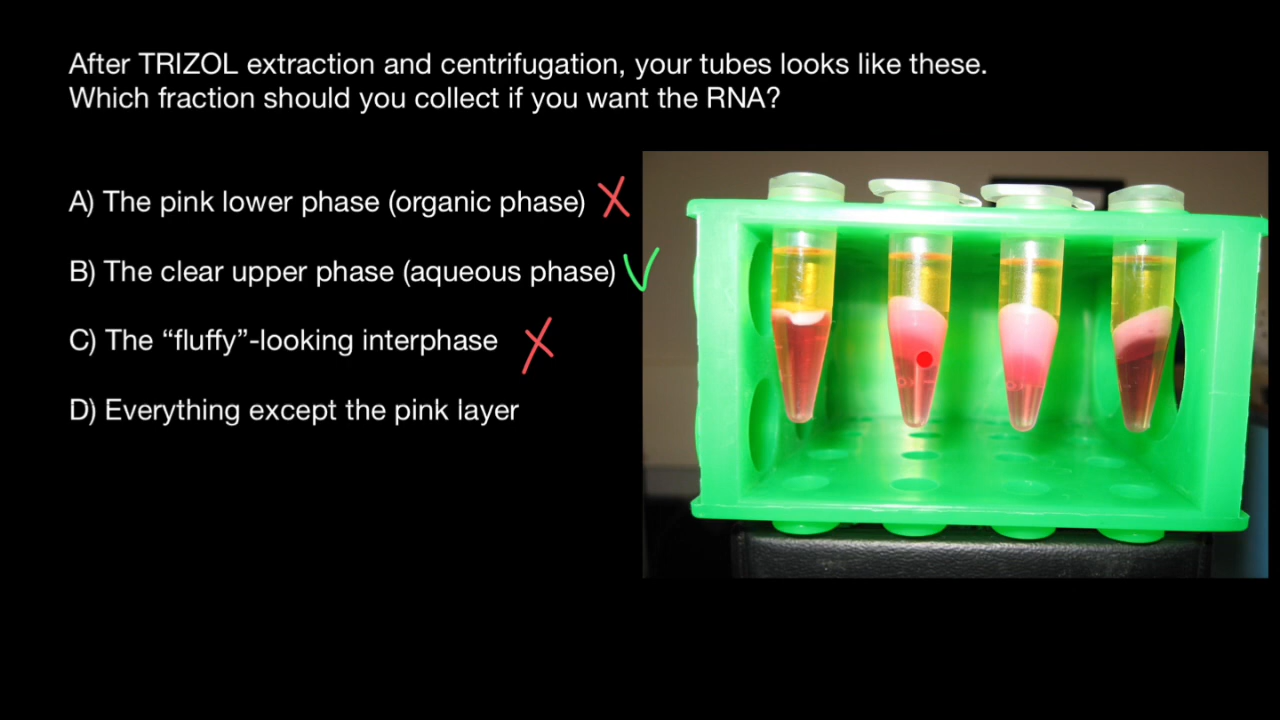 After TRIZOL extraction and centrifugation, your tubes looks like these.
Which fraction should you collect if you want the RNA?
A) The pink lower phase (organic phase)
B) The clear upper phase (aqueous phase)
C) The “fluffy”-looking interphase
D) Everything except the pink layer